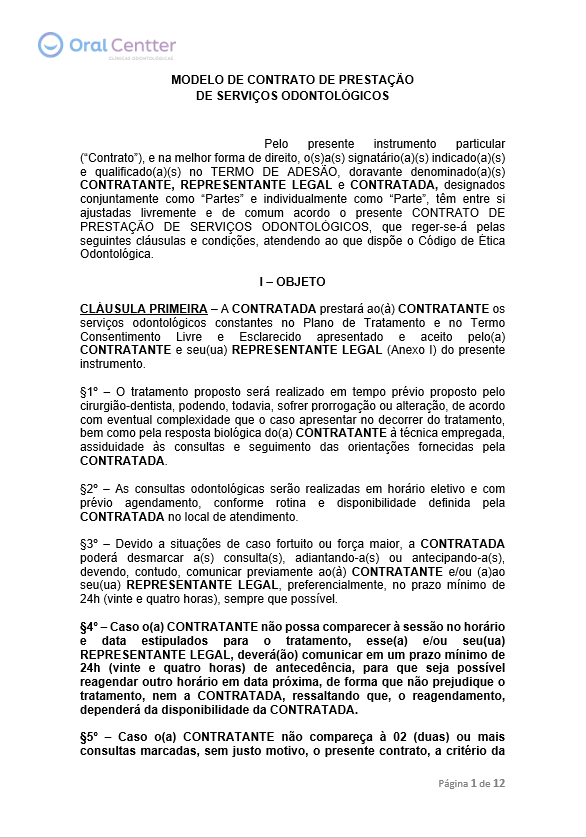 Oral Centter
CLÍNICAS ODONTOLÓGICAS
MODELO DE CONTRATO DE PRESTAÇÃO
DE SERVIÇOS ODONTOLÓGICOS
Pelo presente instrumento particular
(“Contrato”), e na melhor forma de direito, o(s)a(s) signatário(a)(s) indicado(a)(s)
e qualificado(a)(s) no TERMO DE ADESÃO, doravante denominado(a)(s)
CONTRATANTE, REPRESENTANTE LEGAL e CONTRATADA, designados
conjuntamente como “Partes” e individualmente como “Parte”, têm entre si
ajustadas livremente e de comum acordo o presente CONTRATO DE
PRESTAÇÃO DE SERVIÇOS ODONTOLÓGICOS, que reger-se-á pelas
seguintes cláusulas e condições, atendendo ao que dispõe o Código de Ética
Odontológica.
I – OBJETO
CLÁUSULA PRIMEIRA – A CONTRATADA prestará ao(à) CONTRATANTE os
serviços odontológicos constantes no Plano de Tratamento e no Termo
Consentimento Livre e Esclarecido apresentado e aceito pelo(a)
CONTRATANTE e seu(ua) REPRESENTANTE LEGAL (Anexo I) do presente
instrumento.
§1º – O tratamento proposto será realizado em tempo prévio proposto pelo
cirurgião-dentista, podendo, todavia, sofrer prorrogação ou alteração, de acordo
com eventual complexidade que o caso apresentar no decorrer do tratamento,
bem como pela resposta biológica do(a) CONTRATANTE à técnica empregada,
assiduidade às consultas e seguimento das orientações fornecidas pela
CONTRATADA.
§2º – As consultas odontológicas serão realizadas em horário eletivo e com
prévio agendamento, conforme rotina e disponibilidade definida pela
CONTRATADA no local de atendimento.
§3º – Devido a situações de caso fortuito ou força maior, a CONTRATADA
poderá desmarcar a(s) consulta(s), adiantando-a(s) ou antecipando-a(s),
devendo, contudo, comunicar previamente ao(à) CONTRATANTE e/ou (a)ao
seu(ua) REPRESENTANTE LEGAL, preferencialmente, no prazo mínimo de
24h (vinte e quatro horas), sempre que possível.
§4º – Caso o(a) CONTRATANTE não possa comparecer à sessão no horário
e data estipulados para o tratamento, esse(a) e/ou seu(ua)
REPRESENTANTE LEGAL, deverá(ão) comunicar em um prazo mínimo de
24h (vinte e quatro horas) de antecedência, para que seja possível
reagendar outro horário em data próxima, de forma que não prejudique o
tratamento, nem a CONTRATADA, ressaltando que, o reagendamento,
dependerá da disponibilidade da CONTRATADA.
§5º – Caso o(a) CONTRATANTE não compareça à 02 (duas) ou mais
consultas marcadas, sem justo motivo, o presente contrato, a critério da
Página 1 de 12